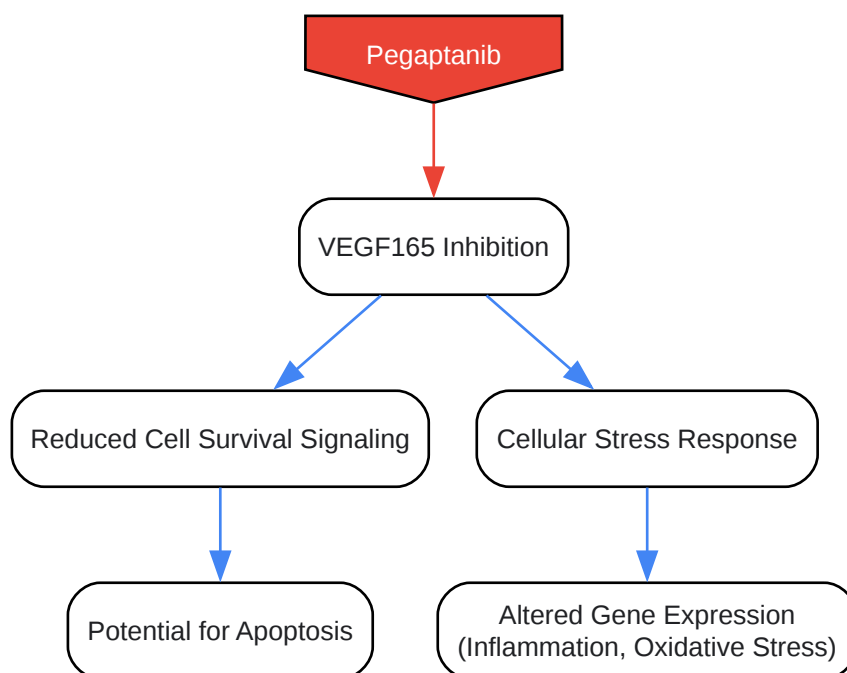 Pegaptanib
VEGF165 Inhibition
Reduced Cell Survival Signaling
Cellular Stress Response
Potential for Apoptosis
Altered Gene Expression
(Inflammation, Oxidative Stress)